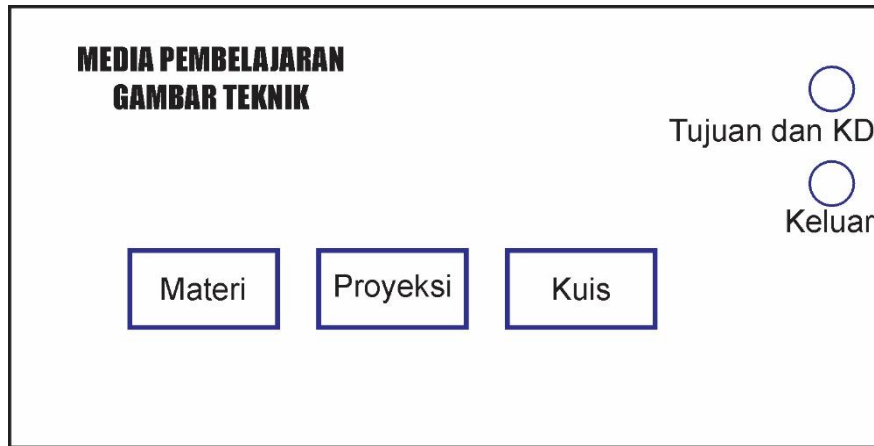 MEDIA PEMBELAJARAN
GAMBAR TEKNIK
Tujuan dan KD
Keluar
Materi
Proyeksi
Kuis